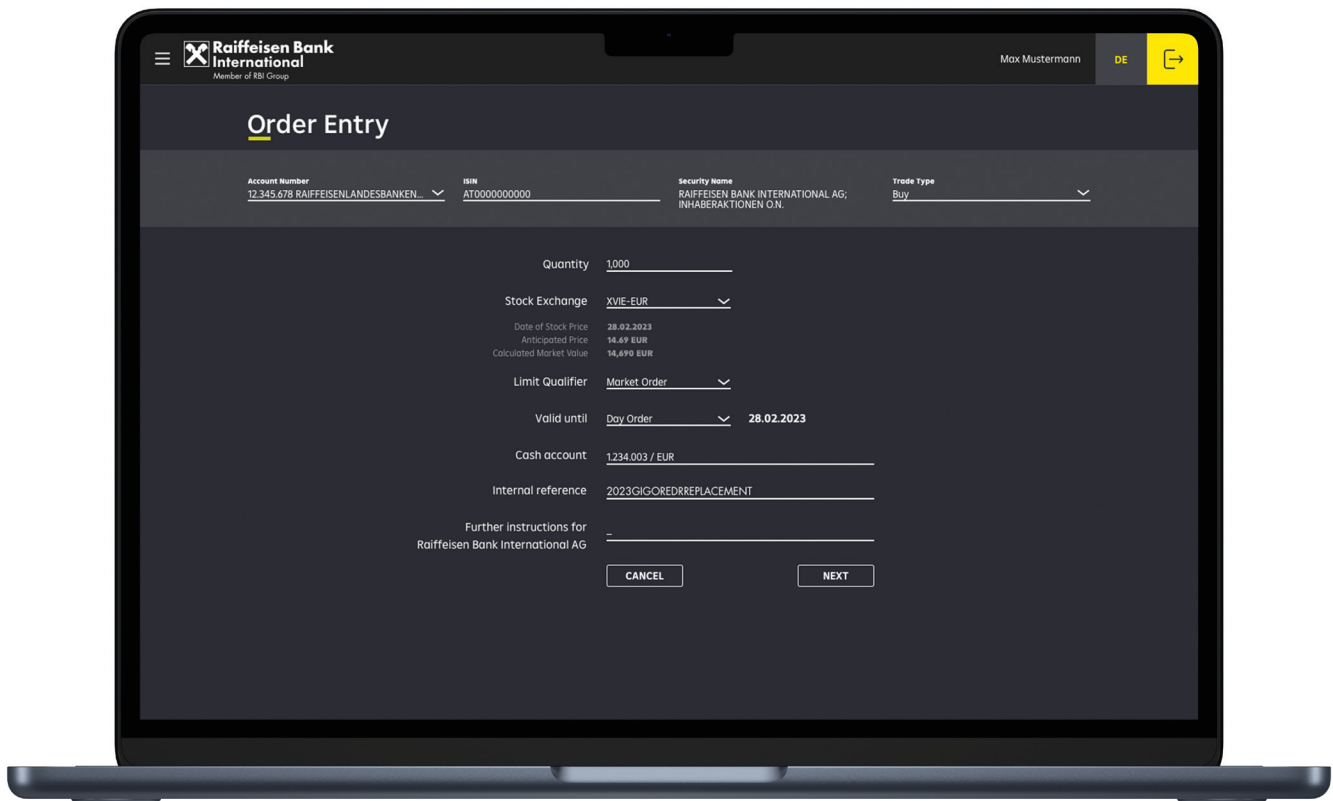 Raiffeisen Bank
International
Member of RBI Group
Max Mustermann
DE
Order Entry
Account Number
12.345.678 RAIFFEISENLANDESBANKEN...
ISIN
AT0000000000
Security Name
RAIFFEISEN BANK INTERNATIONAL AG;
INHABERAKTIONEN O.N.
Trade Type
Buy
Quantity 1,000
Stock Exchange XVIE-EUR
Date of Stock Price 28.02.2023
Anticipated Price 14.69 EUR
Calculated Market Value 14,690 EUR
Limit Qualifier Market Order
Valid until Day Order 28.02.2023
Cash account 1.234.003 / EUR
Internal reference 2023GIGOREDRREPLACEMENT
Further instructions for
Raiffeisen Bank International AG _
CANCEL NEXT